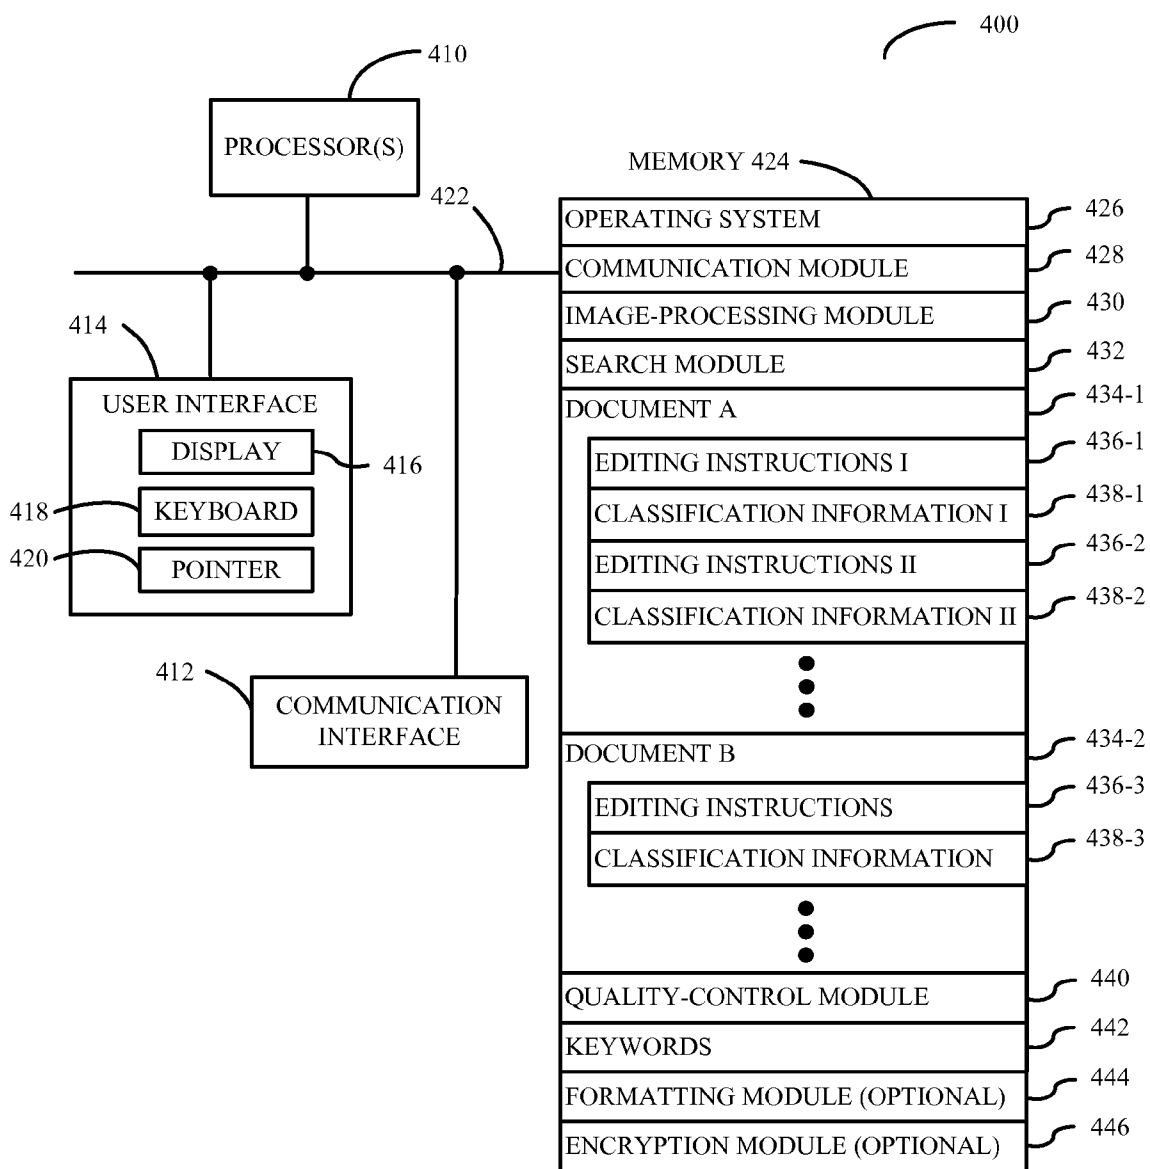 400
410
PROCESSOR(S)
MEMORY 424
422
OPERATING SYSTEM
426
COMMUNICATION MODULE
428
IMAGE-PROCESSING MODULE
430
SEARCH MODULE
432
DOCUMENT A
434-1
EDITING INSTRUCTIONS I
436-1
CLASSIFICATION INFORMATION I
438-1
EDITING INSTRUCTIONS II
436-2
CLASSIFICATION INFORMATION II
438-2
DOCUMENT B
434-2
EDITING INSTRUCTIONS
436-3
CLASSIFICATION INFORMATION
438-3
QUALITY-CONTROL MODULE
440
KEYWORDS
442
FORMATTING MODULE (OPTIONAL)
444
ENCRYPTION MODULE (OPTIONAL)
446
414
USER INTERFACE
DISPLAY
416
418
KEYBOARD
420
POINTER
412
COMMUNICATION
INTERFACE